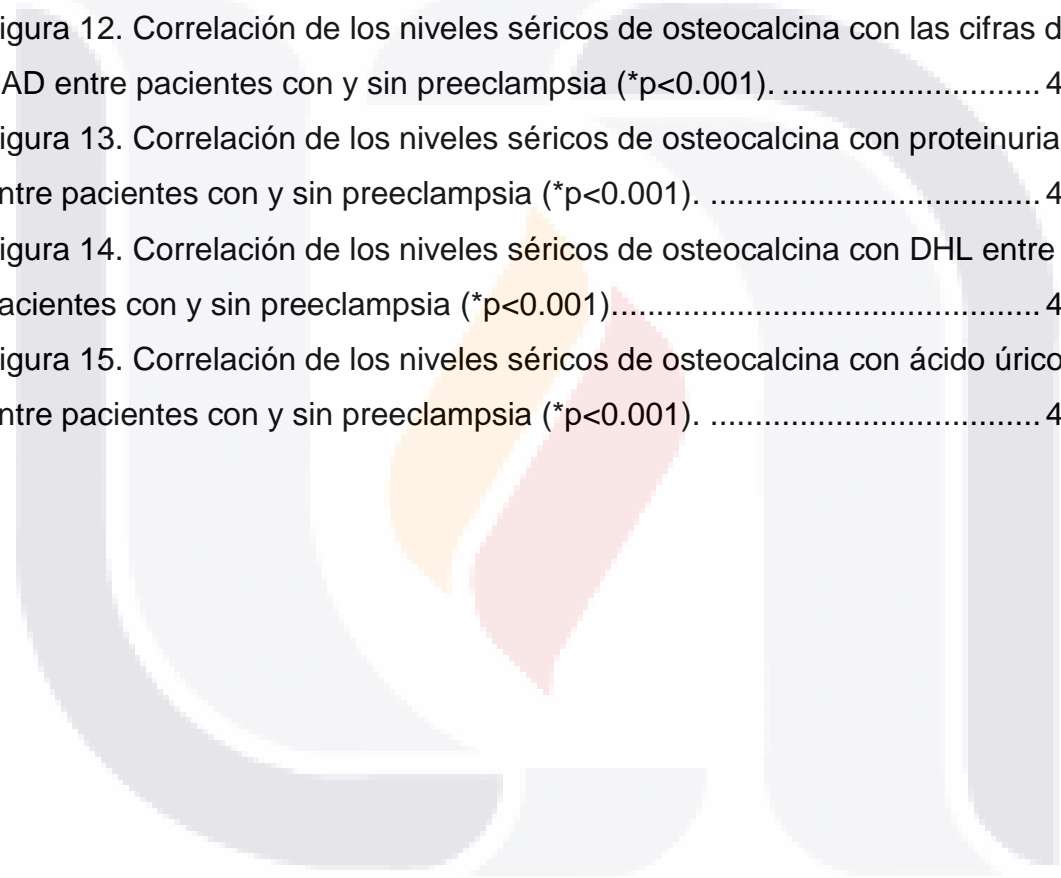 igura 12. Correlación de los niveles séricos de osteocalcina con las cifras d
AD entre pacientes con y sin preeclampsia (*p<0.001). .............................. 4
igura 13. Correlación de los niveles séricos de osteocalcina con proteinuria
ntre pacientes con y sin preeclampsia (*p<0.001). ...................................... 4
igura 14. Correlación de los niveles séricos de osteocalcina con DHL entre
acientes con y sin preeclampsia (*p<0.001).................................................. 4
igura 15. Correlación de los niveles séricos de osteocalcina con ácido úrico
ntre pacientes con y sin preeclampsia (*p<0.001). ...................................... 4